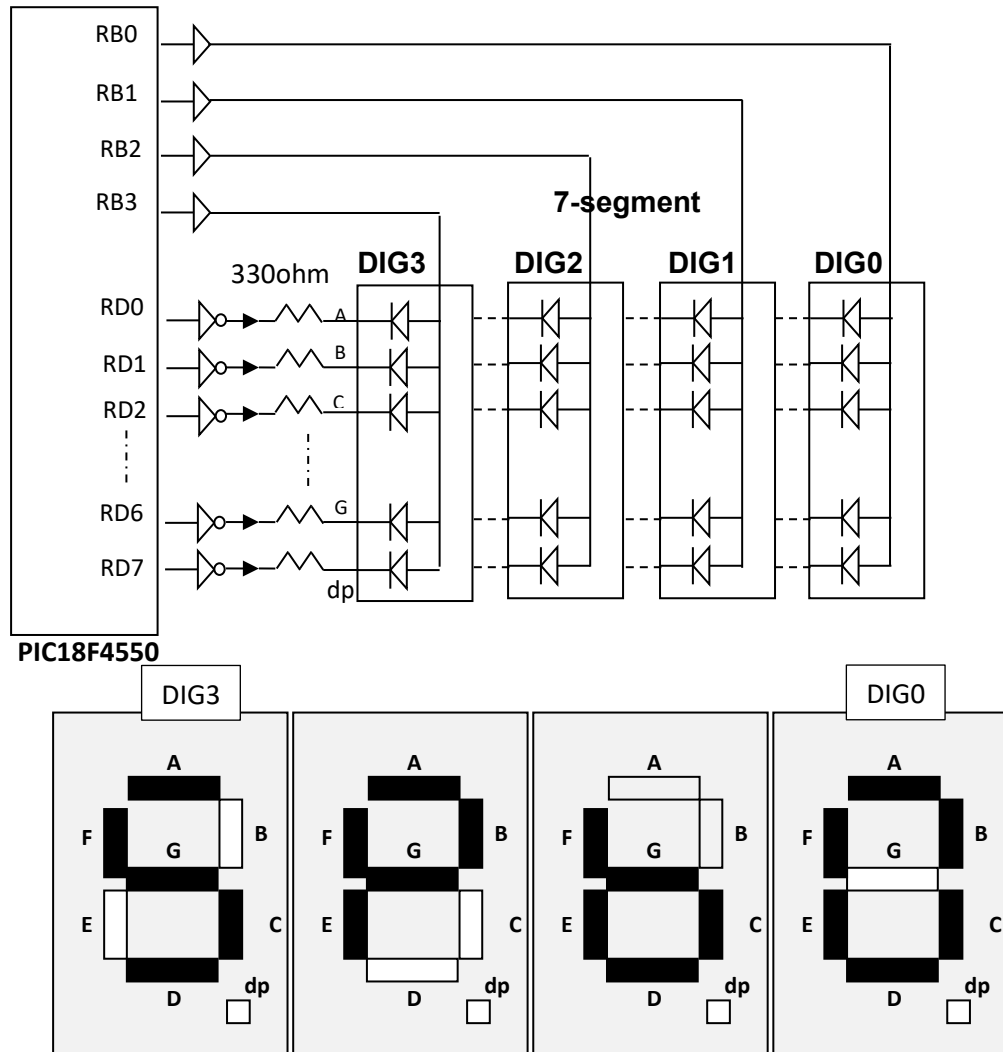 RB0
RB1
RB2
RB3
7-segment
DIG3 DIG2 DIG1 DIG0
330ohm
RD0 A
RD1 B
RD2 C
RD6 G
RD7
dp
PIC18F4550
DIG3 DIG0
A A A A
F B F B F B F B
G G G G
E C E C E C E C
D dp D dp D dp D dp